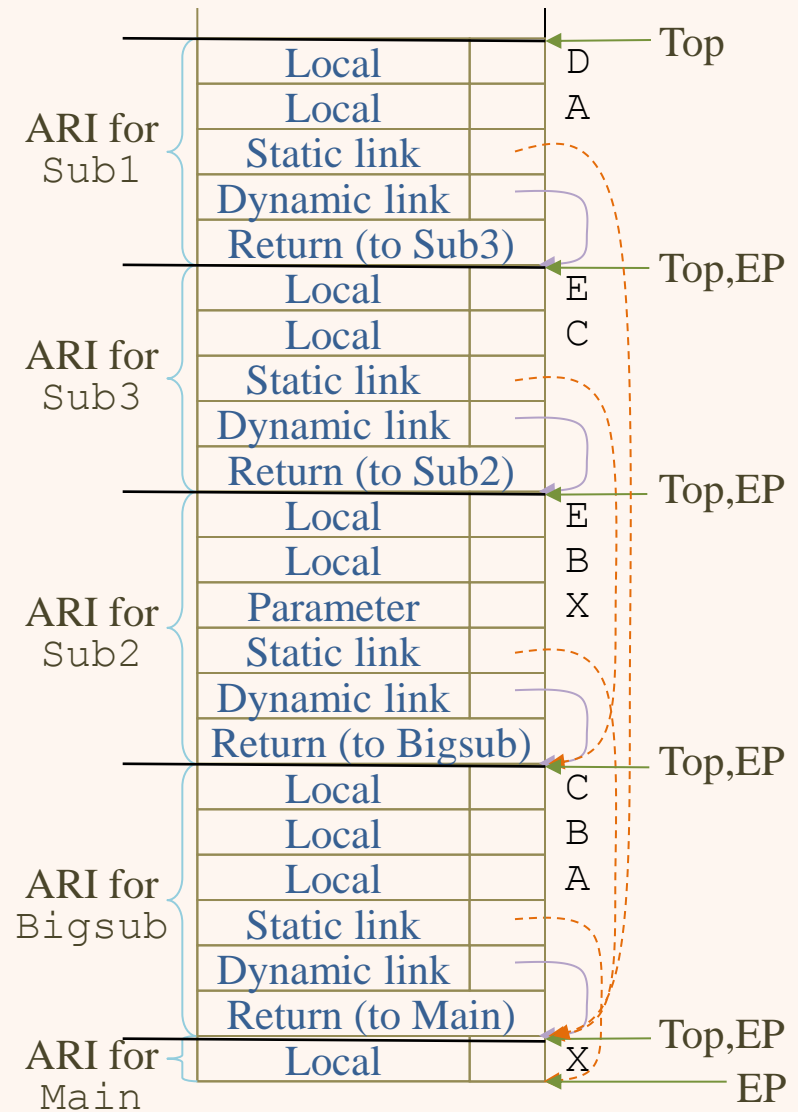 Top
Local D
Local A
ARI for
Sub1
Static link
Dynamic link
Return (to Sub3)
Top,EP
Local E
Local C
ARI for
Sub3
Static link
Dynamic link
Return (to Sub2)
Top,EP
Local E
Local B
ARI for
Sub2
Parameter X
Static link
Dynamic link
Return (to Bigsub)
Top,EP
Local C
Local B
Local A
ARI for
Bigsub
Static link
Dynamic link
Return (to Main)
Top,EP
ARI for
Main
Local X
EP